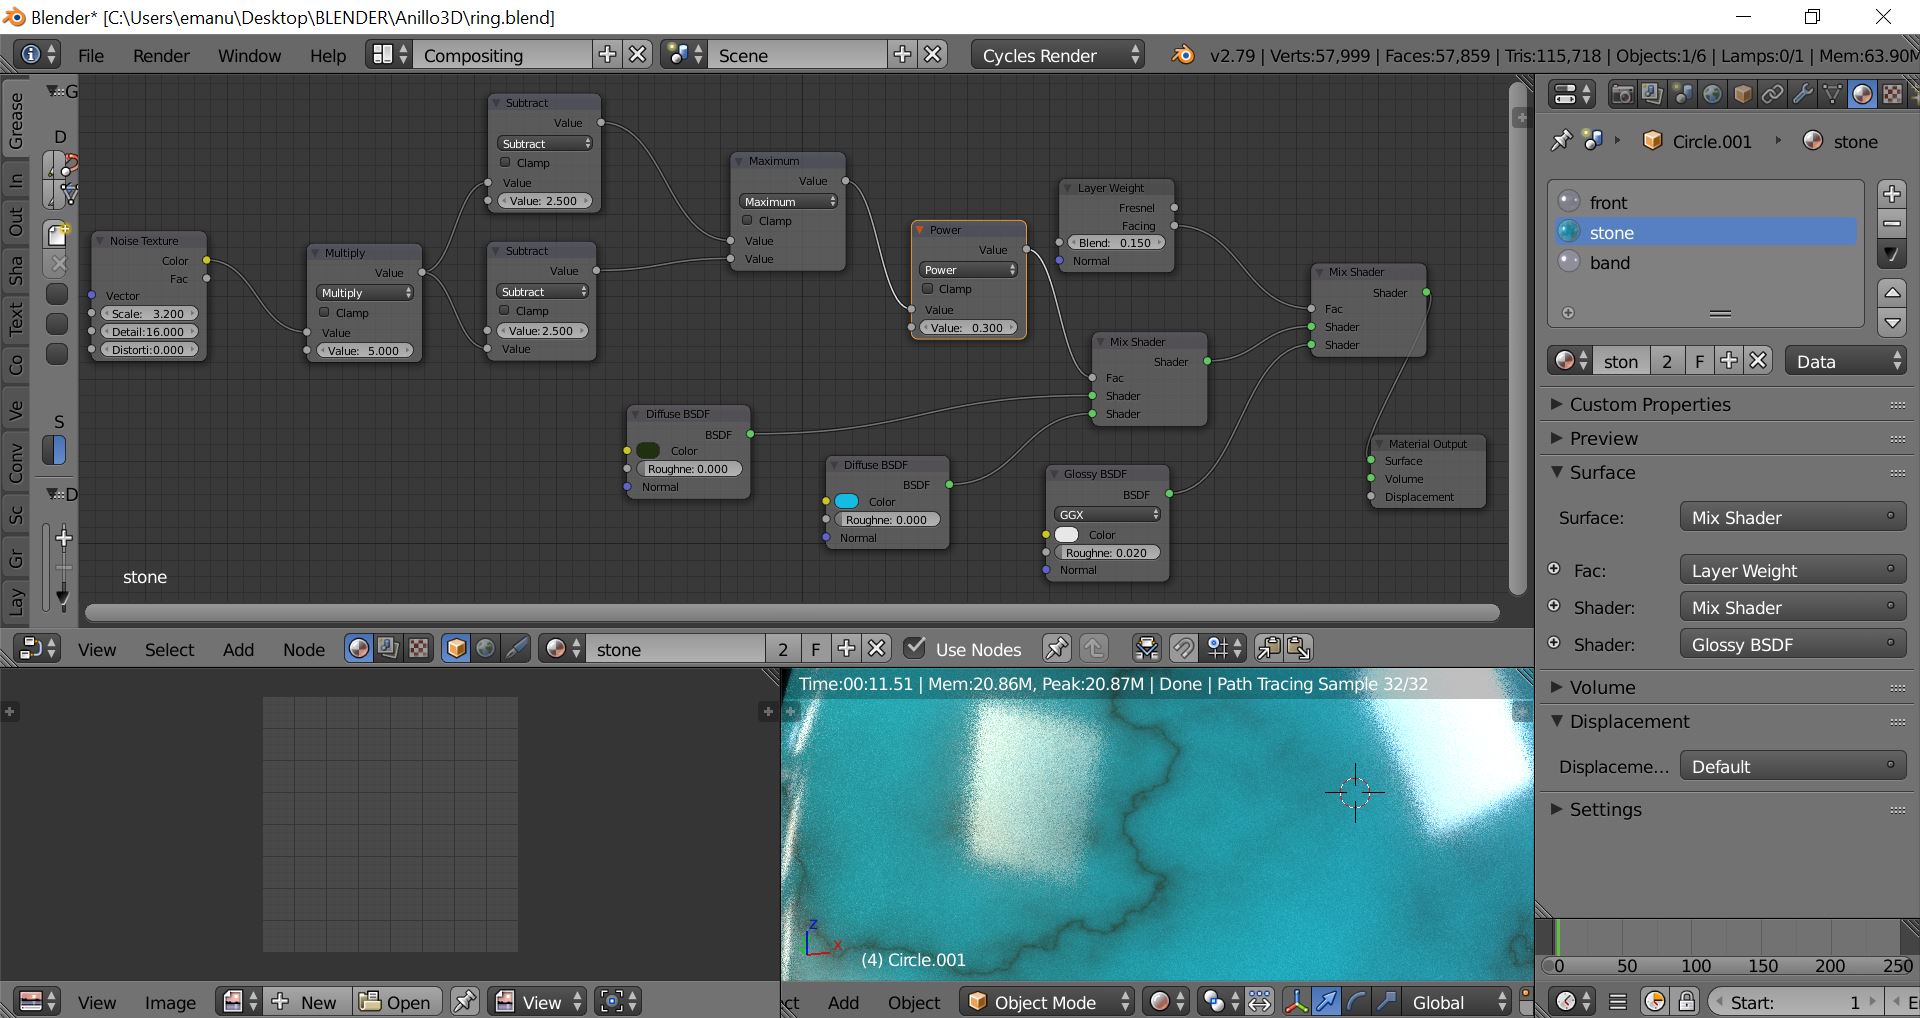 Blender* [C:\Users\emanu\Desktop\BLENDER\Anillo3D\ring.blend]
File Render Window Help Compositing Scene Cycles Render v2.79 | Verts:57,999 | Faces:57,859 | Tris:115,718 | Objects:1/6 | Lamps:0/1 | Mem:63.90M
Grease
In
Out
Sha
Text
Co
Ve
Conv
Sc
Gr
Lay
G
D
S
D
Noise Texture
Color
Fac
Vector
Scale: 3.200
Detail:16.000
Distorti:0.000
Multiply
Value
Multiply
Clamp
Value
Value: 5.000
Subtract
Value
Subtract
Clamp
Value
Value: 2.500
Subtract
Value
Subtract
Clamp
Value:2.500
Value
Maximum
Value
Maximum
Clamp
Value
Value
Power
Value
Power
Clamp
Value
Value: 0.300
Layer Weight
Fresnel
Facing
Blend: 0.150
Normal
Mix Shader
Shader
Fac
Shader
Shader
Mix Shader
Shader
Fac
Shader
Shader
Diffuse BSDF
BSDF
Color
Roughne: 0.000
Normal
Diffuse BSDF
BSDF
Color
Roughne: 0.000
Normal
Glossy BSDF
BSDF
GGX
Color
Roughne: 0.020
Normal
Material Output
Surface
Volume
Displacement
stone
View Select Add Node stone 2 F Use Nodes
Time:00:11.51 | Mem:20.86M, Peak:20.87M | Done | Path Tracing Sample 32/32
z
x
(4) Circle.001
View Image New Open View
ct Add Object Object Mode Global
Circle.001 stone
front
stone
band
ston 2 F Data
Custom Properties
Preview
Surface
Surface: Mix Shader
Fac: Layer Weight
Shader: Mix Shader
Shader: Glossy BSDF
Volume
Displacement
Displaceme... Default
Settings
0 50 100 150 200 250
Start: 1 E